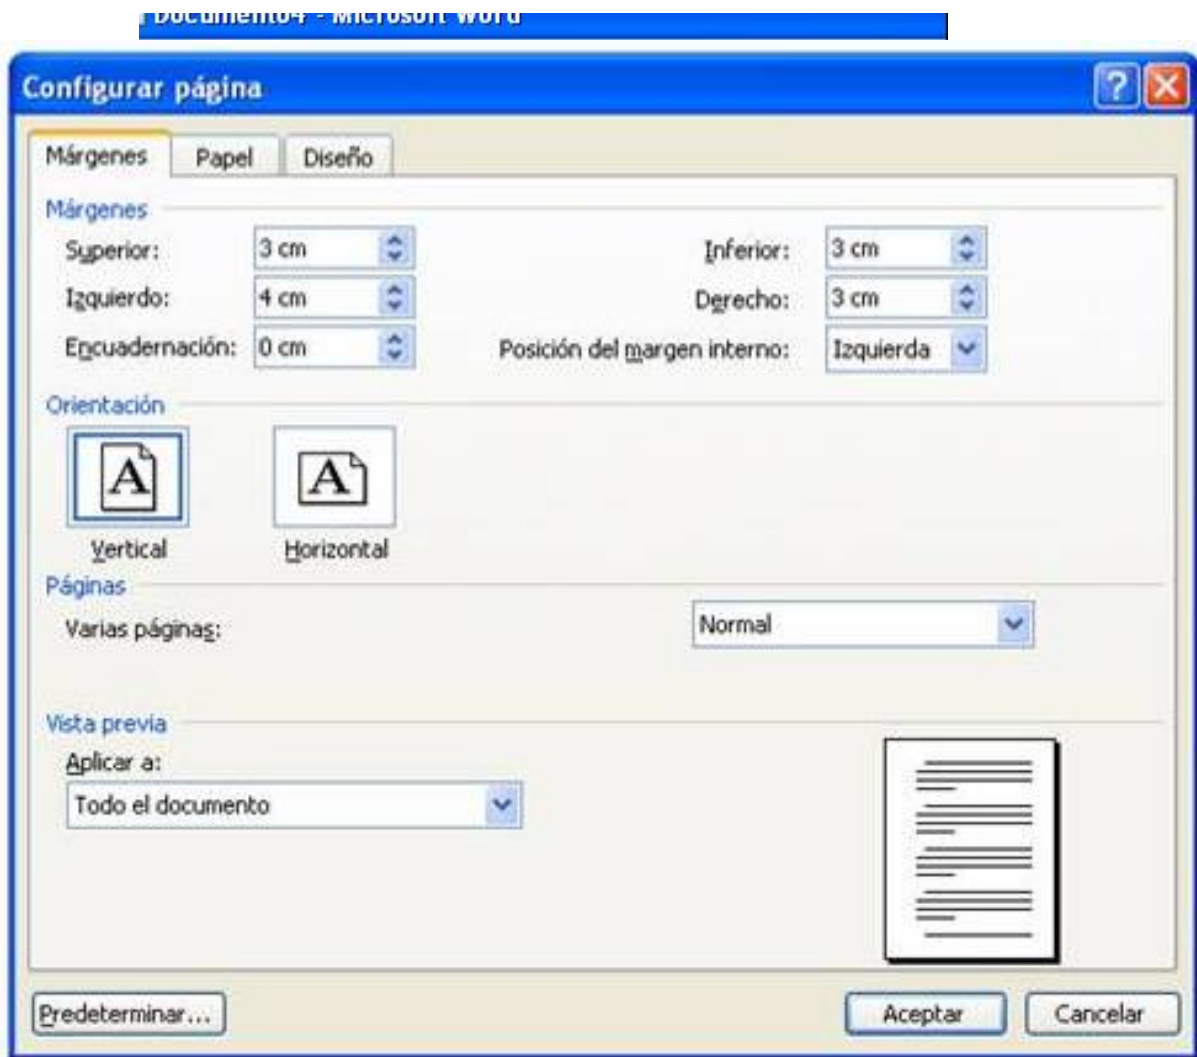 Documento4 - Microsoft Word
Configurar página
Márgenes Papel Diseño
Márgenes
Superior: 3 cm Inferior: 3 cm
Izquierdo: 4 cm Derecho: 3 cm
Encuadernación: 0 cm Posición del margen interno: Izquierda
Orientación
A A
Vertical Horizontal
Páginas
Varias páginas: Normal
Vista previa
Aplicar a:
Todo el documento
Predeterminar... Aceptar Cancelar